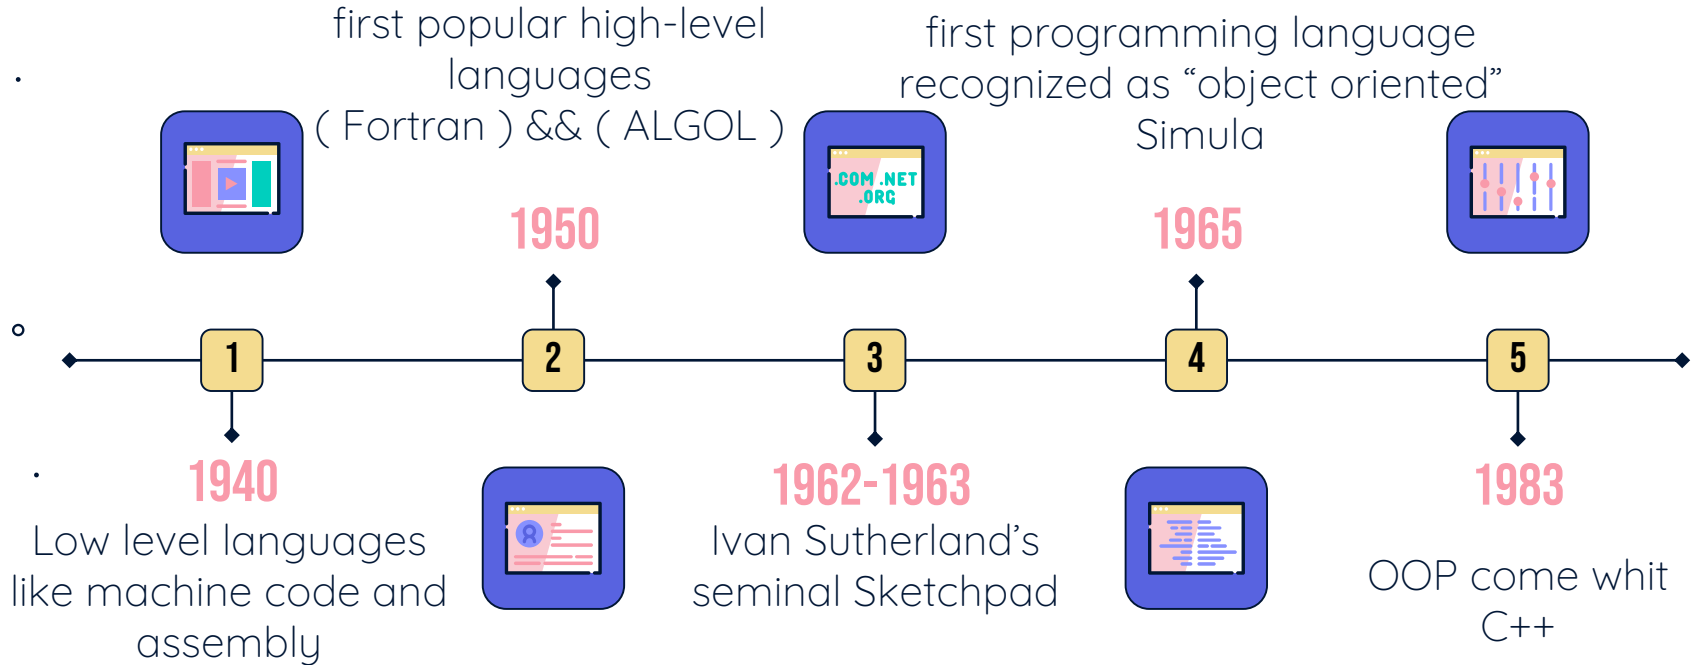 first popular high-level
languages
( Fortran ) && ( ALGOL )
first programming language
recognized as “object oriented”
Simula
.COM .NET
.ORG
1950
1965
1
2
3
4
5
1940
Low level languages
like machine code and
assembly
1962-1963
Ivan Sutherland’s
seminal Sketchpad
1983
OOP come whit
C++